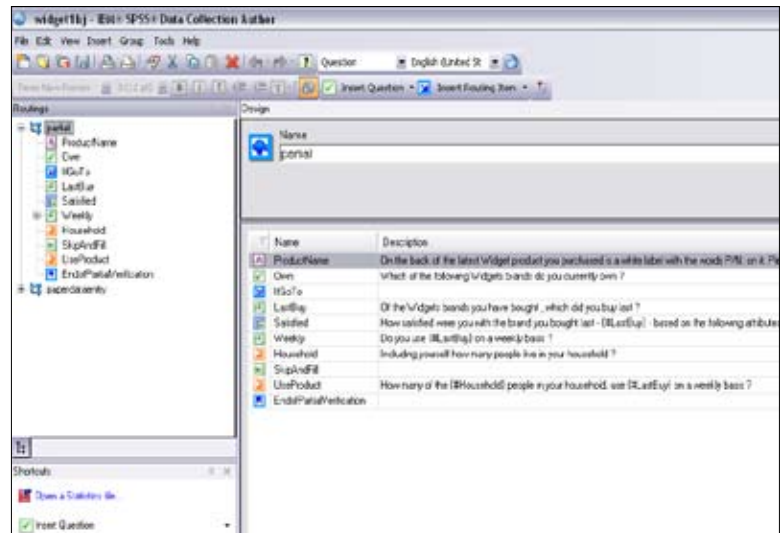 widget1bj - IBM® SPSS® Data Collection Author
File Edit View Insert Group Tools Help
Question English (United St
Insert Question Insert Routing Item
Routings
partial
ProductName
Own
IfGoTo
LastBuy
Satisfied
Weekly
Household
SkipAndFill
UseProduct
EndofPartialVerification
superdataentry
Shortcuts
Open a Statistics file...
Insert Question
Design
Name
partial
Name Description
ProductName On the back of the latest Widget product you purchased is a white label with the words P/N: on it. Ple
Own Which of the following Widgets brands do you currently own ?
IfGoTo
LastBuy Of the Widgets brands you have bought , which did you buy last ?
Satisfied How satisfied were you with the brand you bought last - {#LastBuy} - based on the following attributes
Weekly Do you use {#LastBuy} on a weekly basis ?
Household Including yourself how many people live in your household ?
SkipAndFill
UseProduct How many of the {#Household} people in your household, use {#LastBuy} on a weekly basis ?
EndofPartialVerification